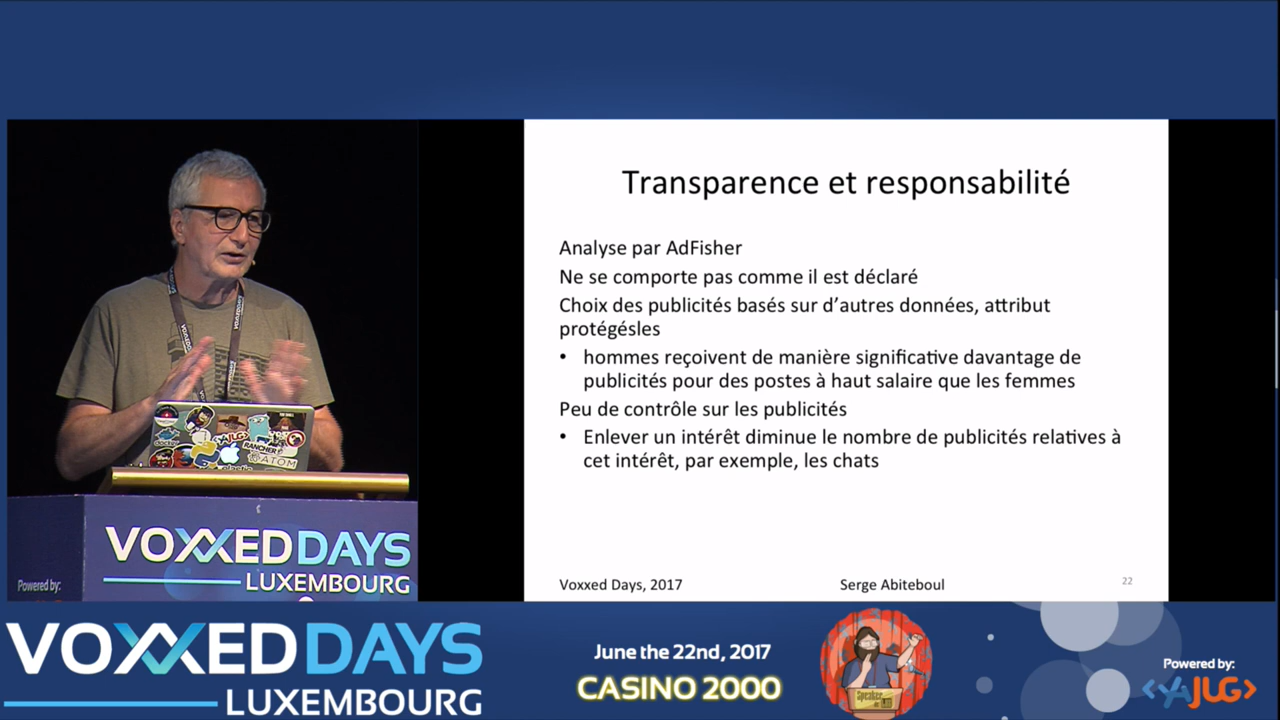 Transparence et responsabilité
Analyse par AdFisher
Ne se comporte pas comme il est déclaré
Choix des publicités basés sur d'autres données, attribut
protégésles
• hommes reçoivent de manière significative davantage de
publicités pour des postes à haut salaire que les femmes
Peu de contrôle sur les publicités
• Enlever un intérêt diminue le nombre de publicités relatives à
cet intérêt, par exemple, les chats
Voxxed Days, 2017
Serge Abiteboul
22
YAJUG
ATOM
VOXXED DAYS
LUXEMBOURG
Powered by:
VOXXED DAYS
LUXEMBOURG
June the 22nd, 2017
CASINO 2000
Speaker
Powered by:
<YAJUG>